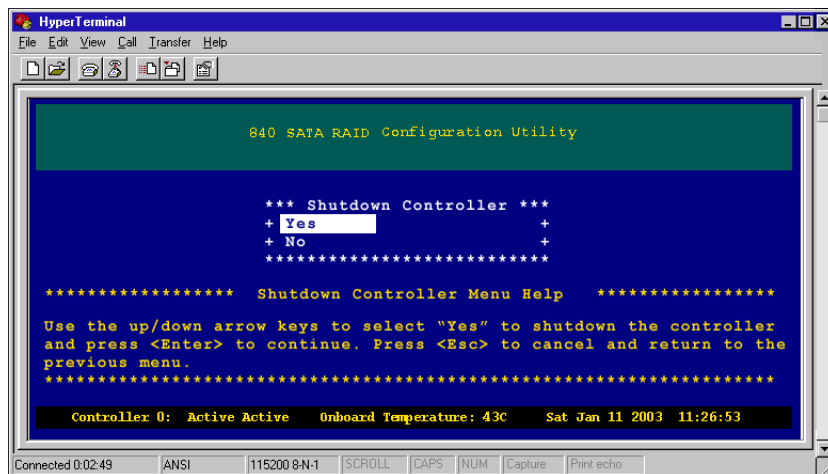 HyperTerminal
File Edit View Call Transfer Help
840 SATA RAID Configuration Utility
*** Shutdown Controller ***
+ Yes +
+ No +
***************************
****************** Shutdown Controller Menu Help *****************
Use the up/down arrow keys to select “Yes” to shutdown the controller
and press <Enter> to continue. Press <Esc> to cancel and return to the
previous menu.
*********************************************************************
Controller 0: Active Active Onboard Temperature: 43C Sat Jan 11 2003 11:26:53
Connected 0:02:49 ANSI 115200 8-N-1 SCROLL CAPS NUM Capture Print echo